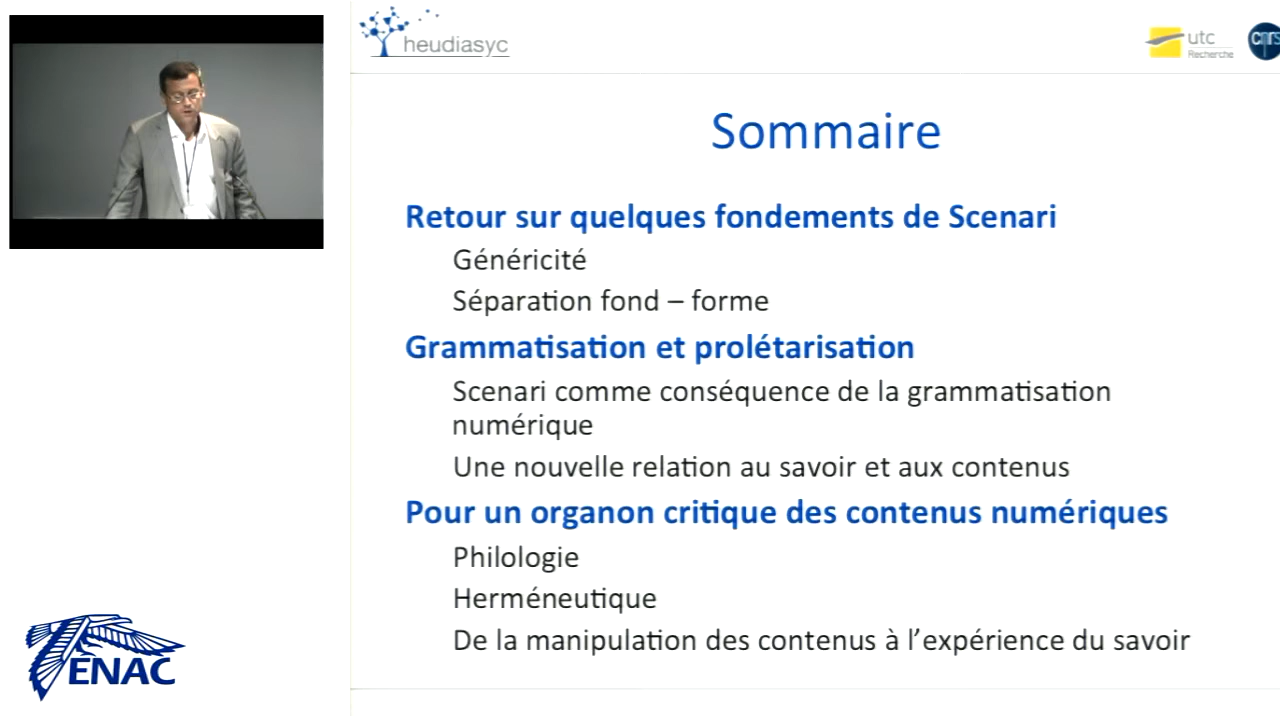 heudiasyc
utc
Recherche
cnrs
Sommaire
Retour sur quelques fondements de Scenari
Généricité
Séparation fond – forme
Grammatisation et prolétarisation
Scenari comme conséquence de la grammatisation
numérique
Une nouvelle relation au savoir et aux contenus
Pour un organon critique des contenus numériques
Philologie
Herméneutique
De la manipulation des contenus à l’expérience du savoir
ENAC